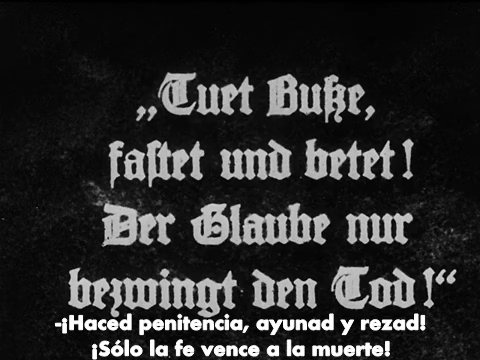 „Tuet Buße,
fastet und betet!
Der Glaube nur
bezwingt den Tod!“
-¡Haced penitencia, ayunad y rezad!
¡Sólo la fe vence a la muerte!